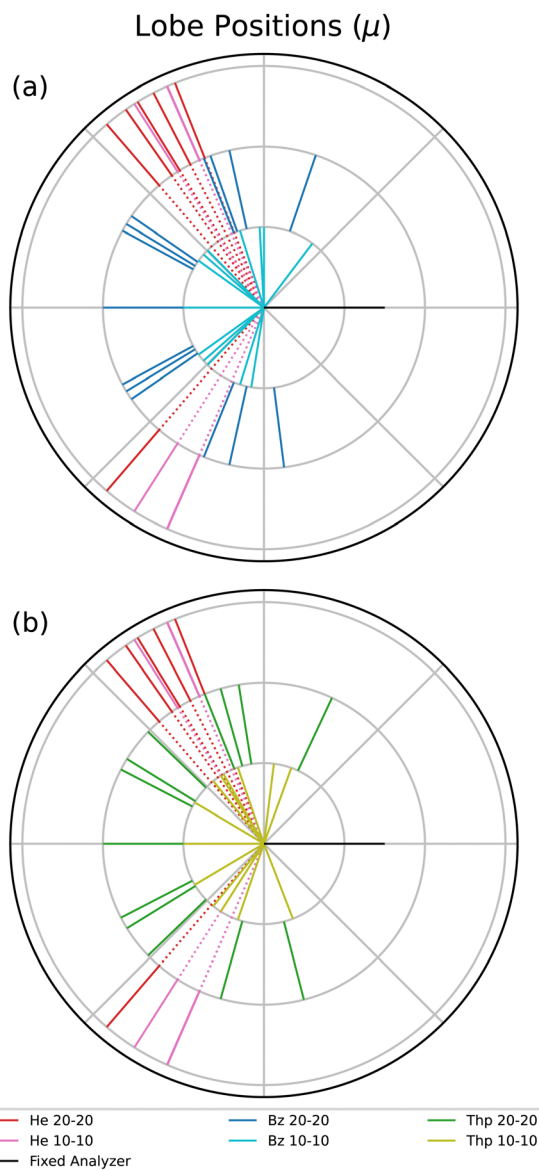 Lobe Positions (μ)
(a)
(b)
He 20-20 Bz 20-20 Thp 20-20
He 10-10 Bz 10-10 Thp 10-10
Fixed Analyzer